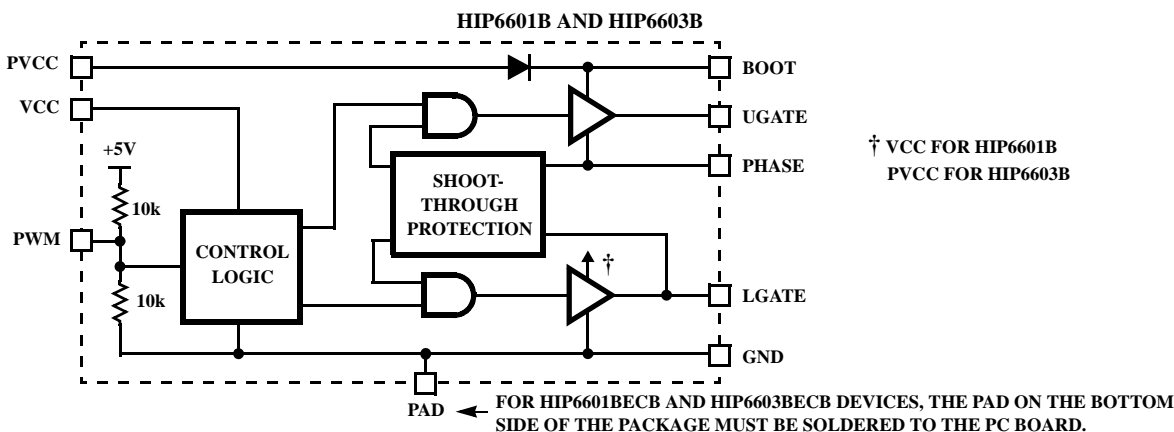 HIP6601B AND HIP6603B
PVCC
BOOT
VCC
UGATE
+5V
† VCC FOR HIP6601B
PVCC FOR HIP6603B
PHASE
SHOOT-
THROUGH
PROTECTION
10k
PWM
CONTROL
LOGIC
†
10k
LGATE
GND
PAD
FOR HIP6601BECB AND HIP6603BECB DEVICES, THE PAD ON THE BOTTOM
SIDE OF THE PACKAGE MUST BE SOLDERED TO THE PC BOARD.